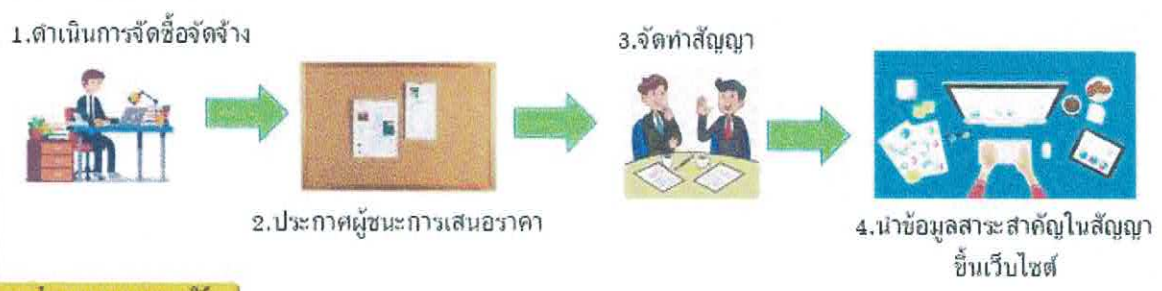 1.ดำเนินการจัดซื้อจัดจ้าง
2.ประกาศผู้ชนะการเสนอราคา
3.จัดทำสัญญา
4.นำข้อมูลสาระสำคัญในสัญญา
ขึ้นเว็บไซต์